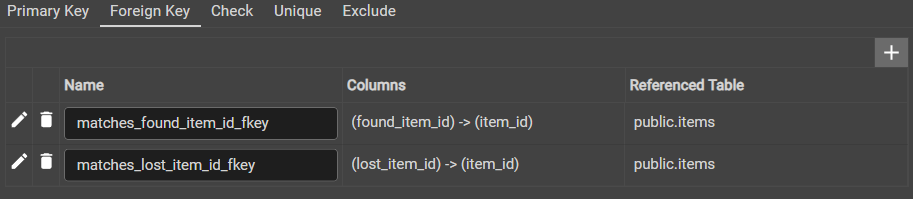 Primary Key Foreign Key Check Unique Exclude
Name Columns Referenced Table
matches_found_item_id_fkey (found_item_id) -> (item_id) public.items
matches_lost_item_id_fkey (lost_item_id) -> (item_id) public.items